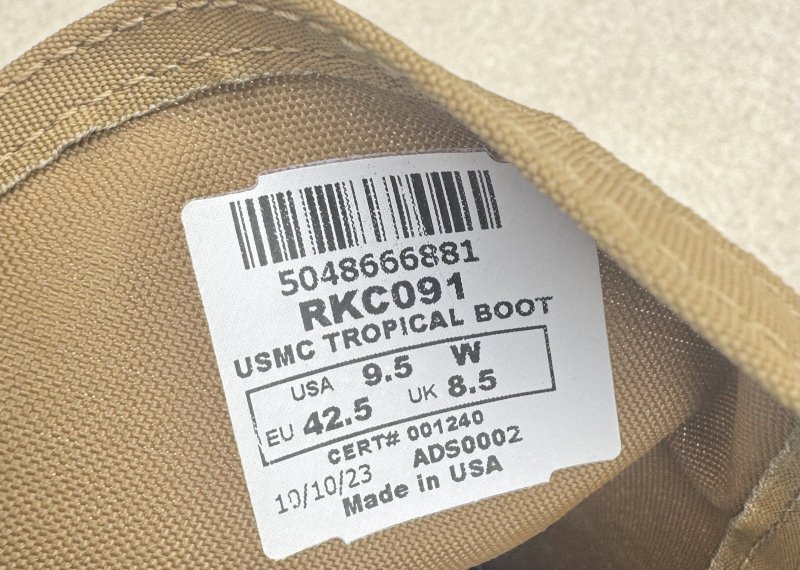 5048666881
RKC091
USMC TROPICAL BOOT
USA 9.5 W
EU 42.5 UK 8.5
CERT# 001240
10/10/23 ADS0002
Made in USA